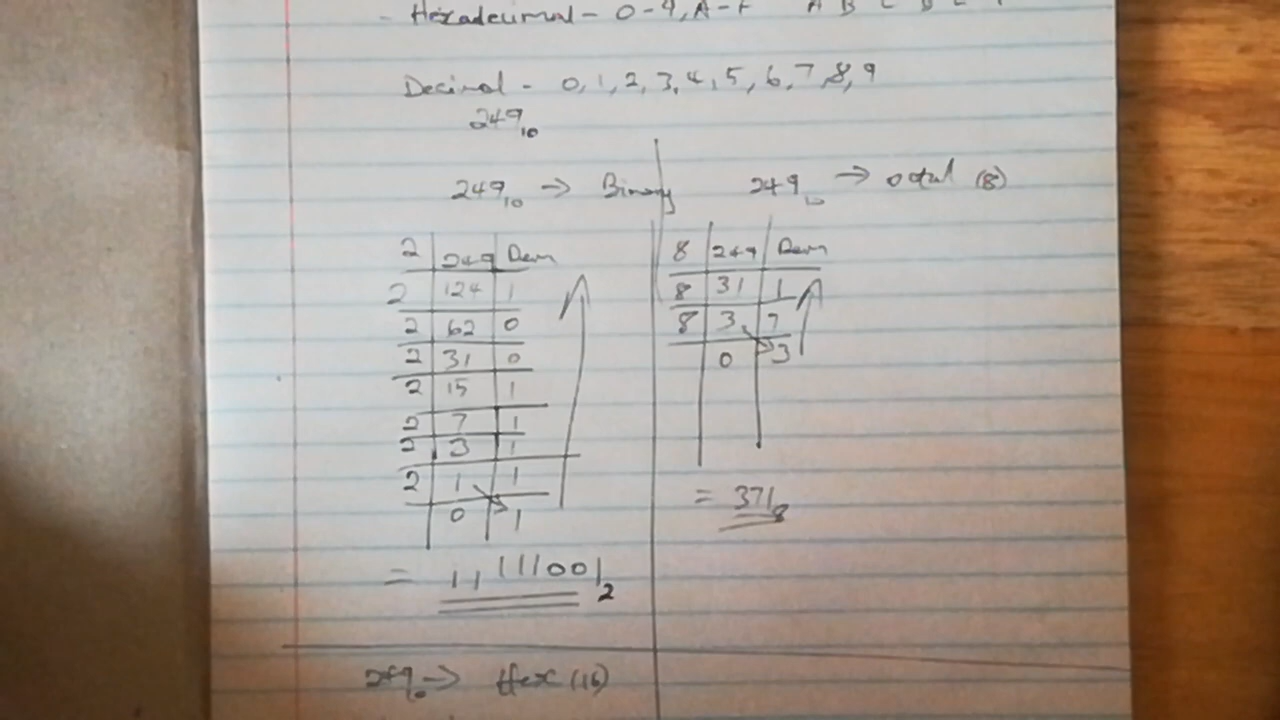 - Hexadecimal - 0-9, A-F A B C D E F
Decimal - 0, 1, 2, 3, 4, 5, 6, 7, 8, 9
249₁₀
249₁₀ → Binary
2 249 Rem
2 124 1
2 62 0
2 31 0
2 15 1
2 7 1
2 3 1
2 1 1
0 1
= 11111001₂
249₁₀ → octal (8)
8 249 Rem
8 31 1
8 3 7
0 3
= 371₈
249₁₀ → Hex (16)